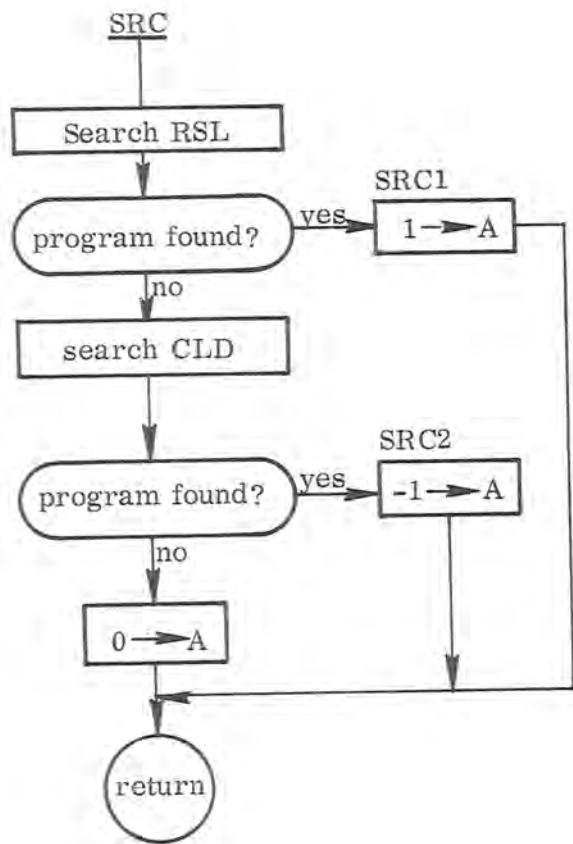 SRC
Search RSL
SRC1
program found?
yes
1 → A
no
search CLD
SRC2
program found?
yes
-1 → A
no
0 → A
return